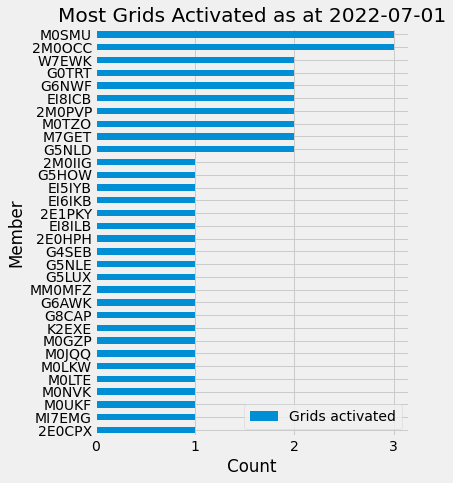 Most Grids Activated as at 2022-07-01
M0SMU
2M0OCC
W7EWK
G0TRT
G6NWF
EI8ICB
2M0PVP
M0TZO
M7GET
G5NLD
2M0IIG
G5HOW
EI5IYB
EI6IKB
2E1PKY
EI8ILB
2E0HPH
G4SEB
G5NLE
G5LUX
MM0MFZ
G6AWK
G8CAP
K2EXE
M0GZP
M0JQQ
M0LKW
M0LTE
M0NVK
M0UKF
MI7EMG
2E0CPX
Member
Grids activated
0 1 2 3
Count